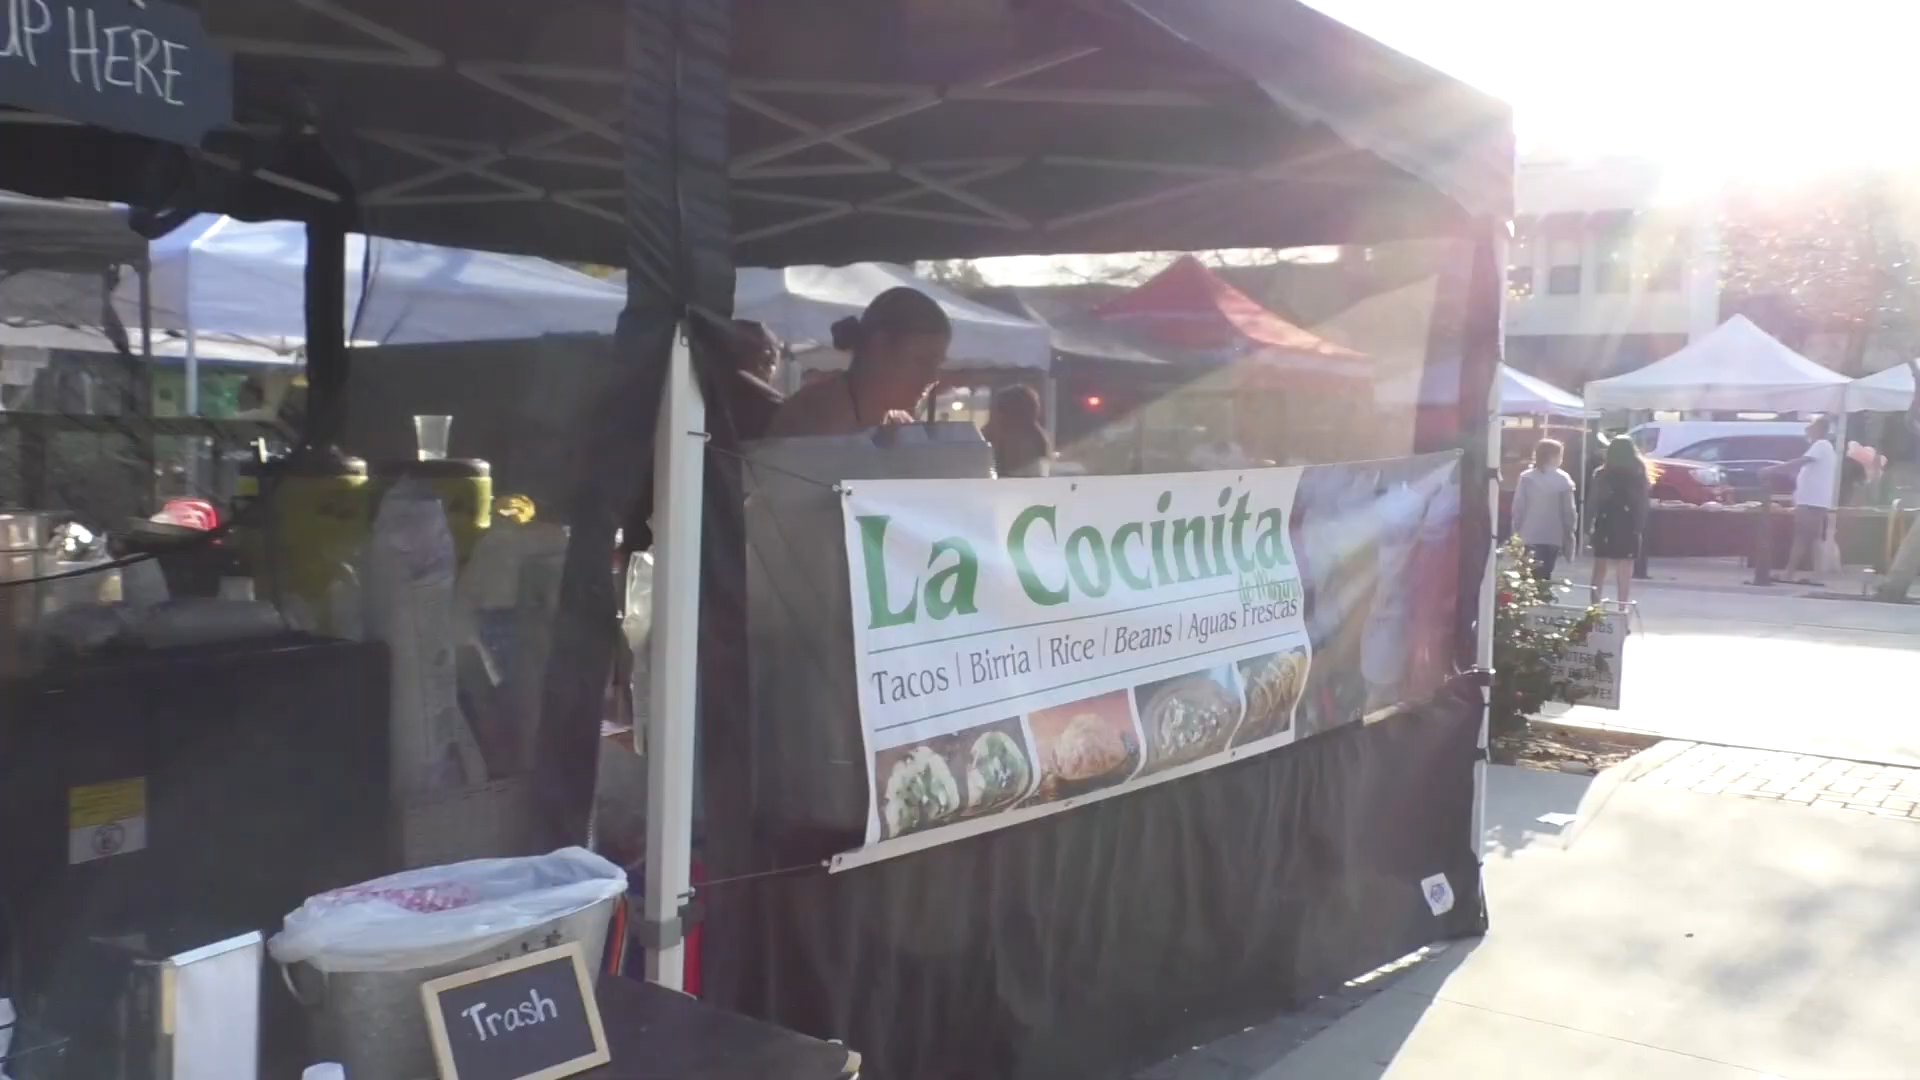 UP HERE
La Cocinita
Tacos | Birria | Rice / Beans | Aguas Frescas
Trash